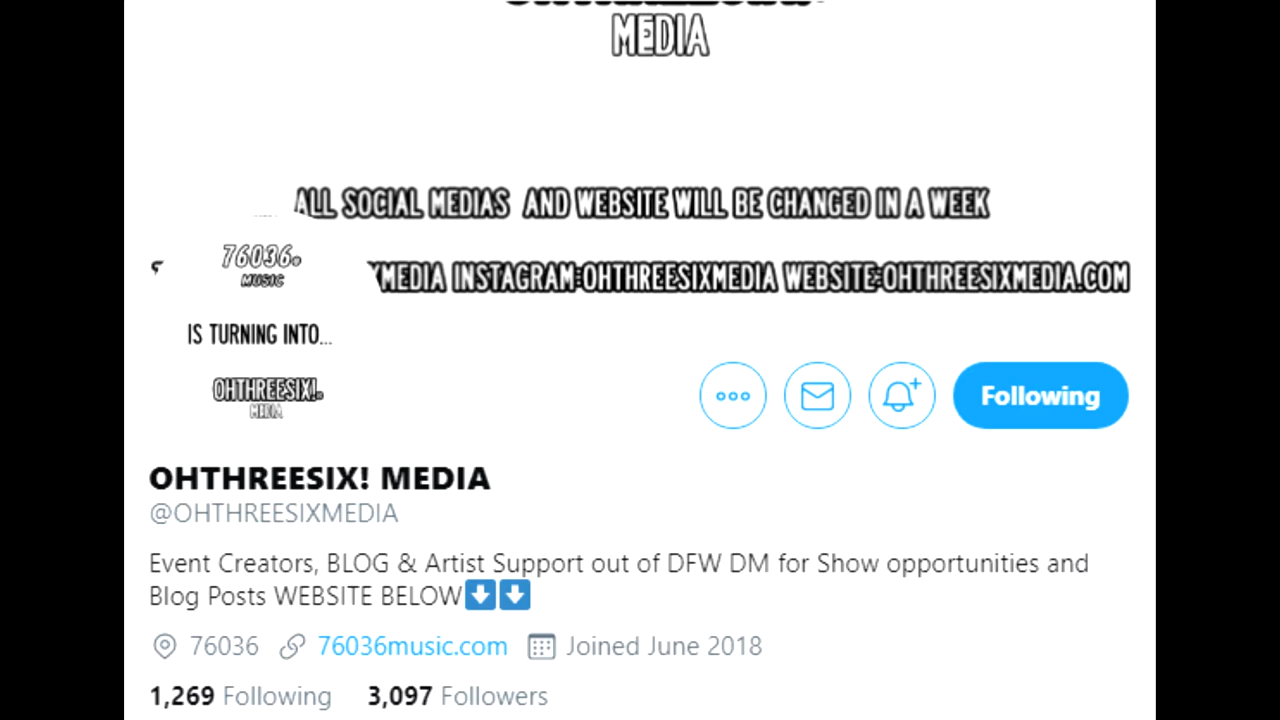 MEDIA
ALL SOCIAL MEDIAS AND WEBSITE WILL BE CHANGED IN A WEEK
76036.
MUSIC
MEDIA INSTAGRAM:OHTHREESIXMEDIA WEBSITE:OHTHREESIXMEDIA.COM
IS TURNING INTO...
OHTHREESIX!.
MEDIA
Following
OHTHREESIX! MEDIA
@OHTHREESIXMEDIA
Event Creators, BLOG & Artist Support out of DFW DM for Show opportunities and
Blog Posts WEBSITE BELOW⬇️⬇️
76036 76036music.com Joined June 2018
1,269 Following 3,097 Followers